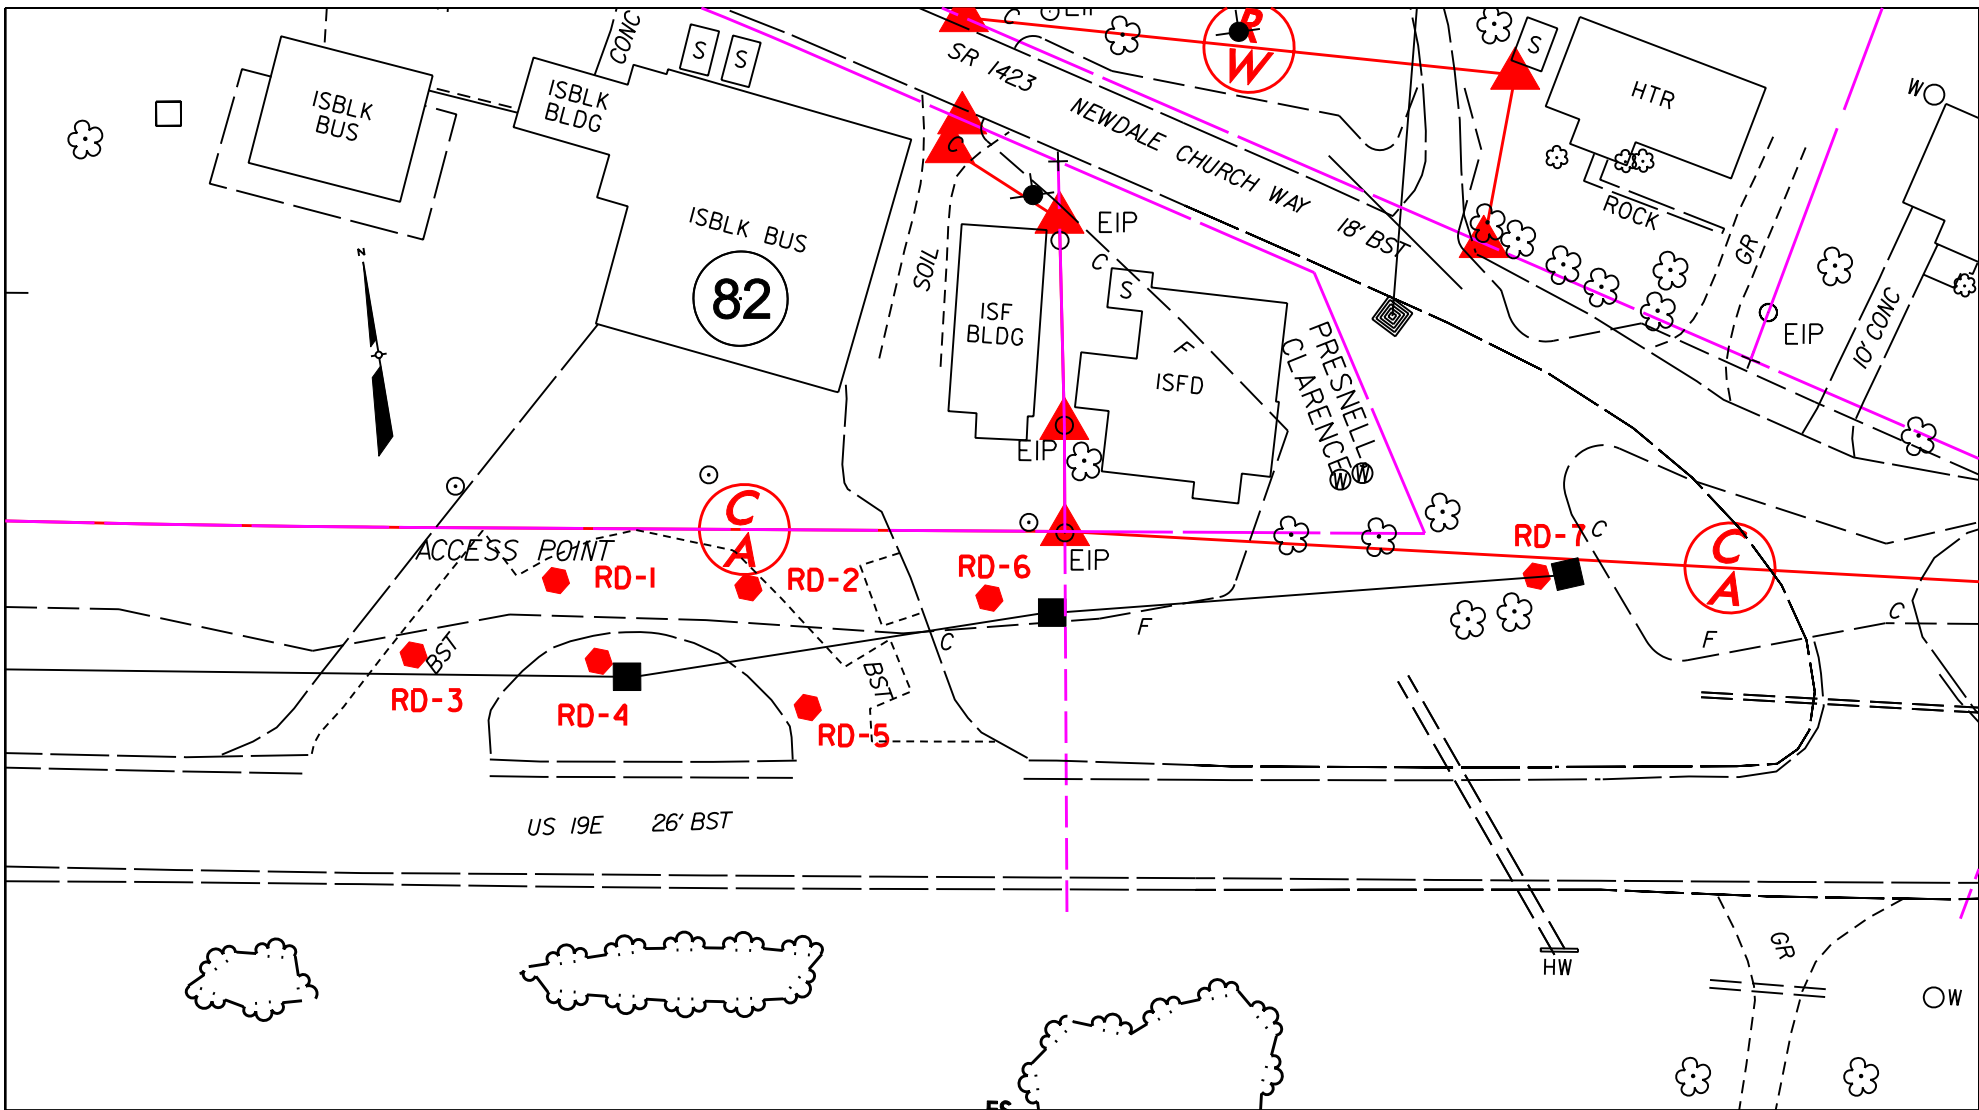 CONC
S
S
C
R
W
S
HTR
W
ISBLK
BUS
ISBLK
BLDG
SR 1423 NEWDALE CHURCH WAY 18' BST
C
ROCK
GR
EIP
ISBLK BUS
SOIL
C
S
N
82
ISF
BLDG
F
ISFD
PRESNELL
CLARENCE
W
W
EIP
10' CONC
EIP
C
A
ACCESS POINT
EIP
RD-1
RD-2
RD-6
RD-7
C
C
A
C
F
C
F
BST
BST
RD-3
RD-4
RD-5
US 19E 26' BST
HW
GR
W